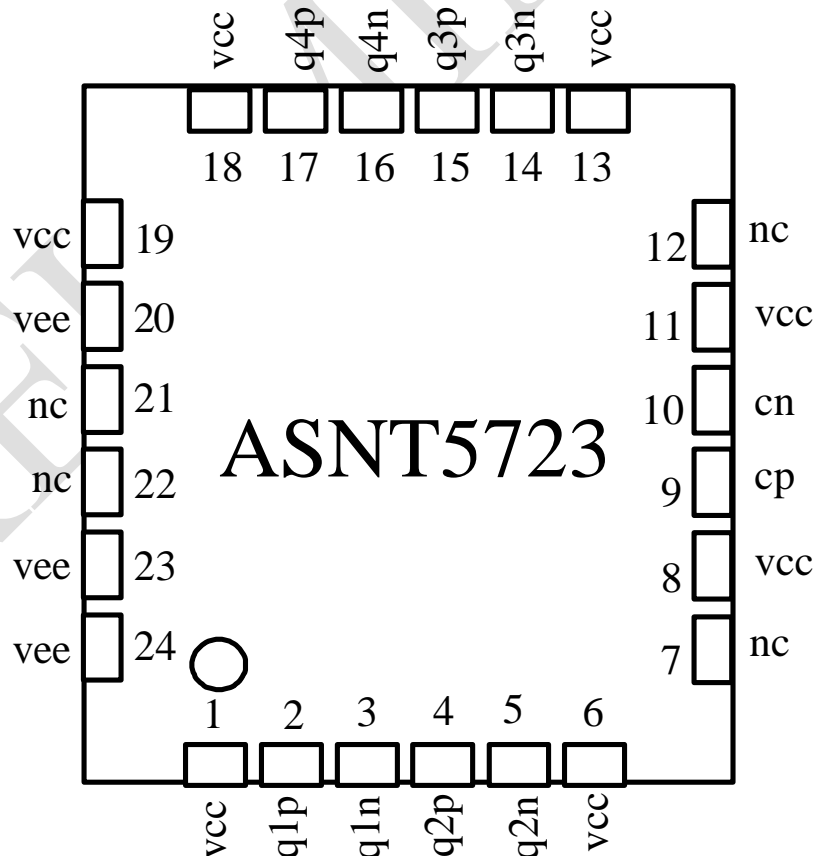 vcc q4p q4n q3p q3n vcc
18 17 16 15 14 13
vcc 19 12 nc
vee 20 11 vcc
nc 21 10 cn
ASNT5723
nc 22 9 cp
vee 23 8 vcc
vee 24 7 nc
1 2 3 4 5 6
vcc q1p q1n q2p q2n vcc